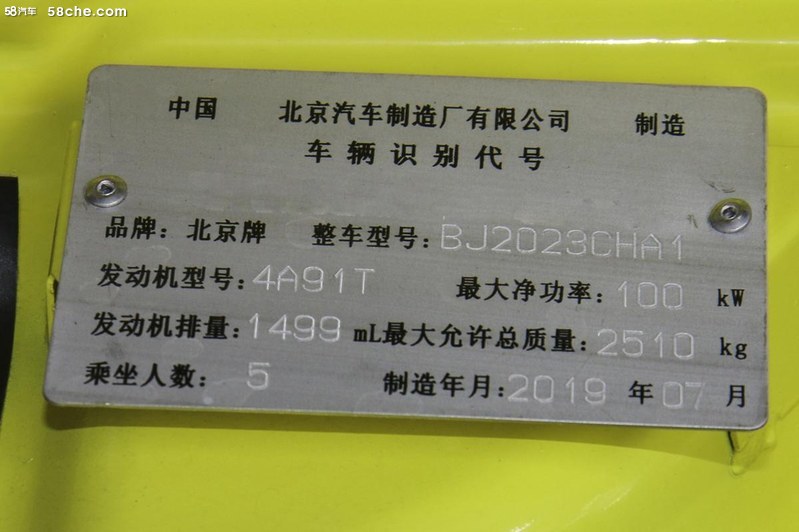 58汽车 58che.com
中国 北京汽车制造厂有限公司 制造
车辆识别代号
品牌：北京牌 整车型号：BJ2023CHA1
发动机型号：4A91T 最大净功率：100 kW
发动机排量：1499 mL 最大允许总质量：2510 kg
乘坐人数： 5 制造年月：2019 年 07 月